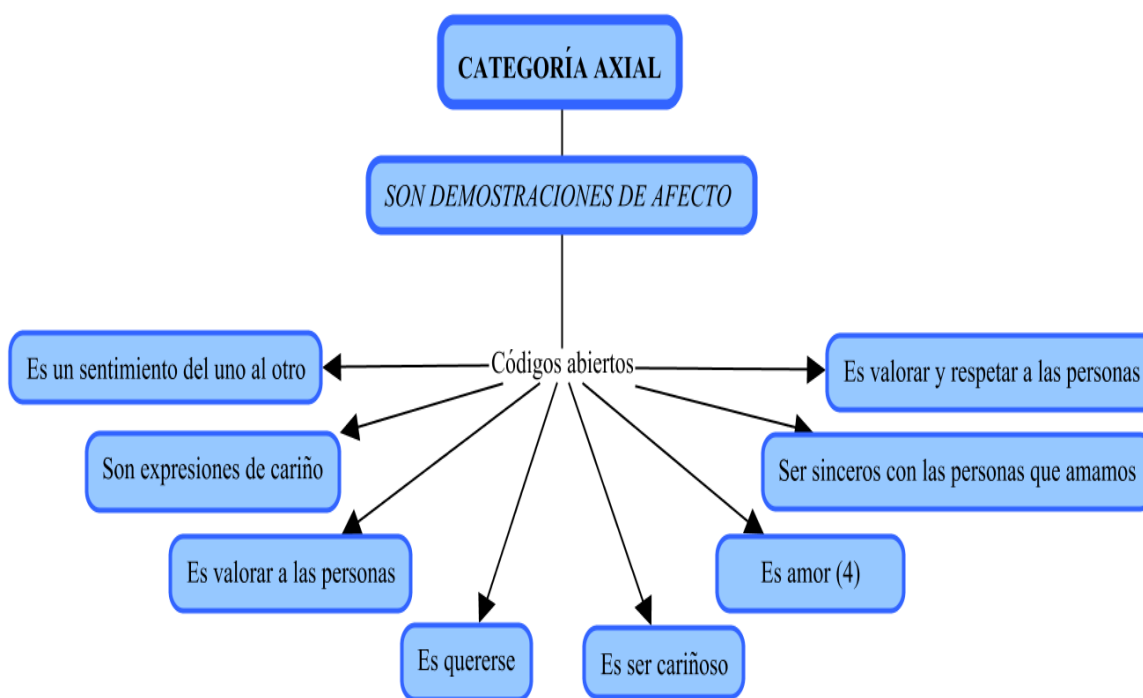 CATEGORÍA AXIAL
SON DEMOSTRACIONES DE AFECTO
Códigos abiertos
Es un sentimiento del uno al otro
Es valorar y respetar a las personas
Son expresiones de cariño
Ser sinceros con las personas que amamos
Es valorar a las personas
Es amor (4)
Es quererse
Es ser cariñoso